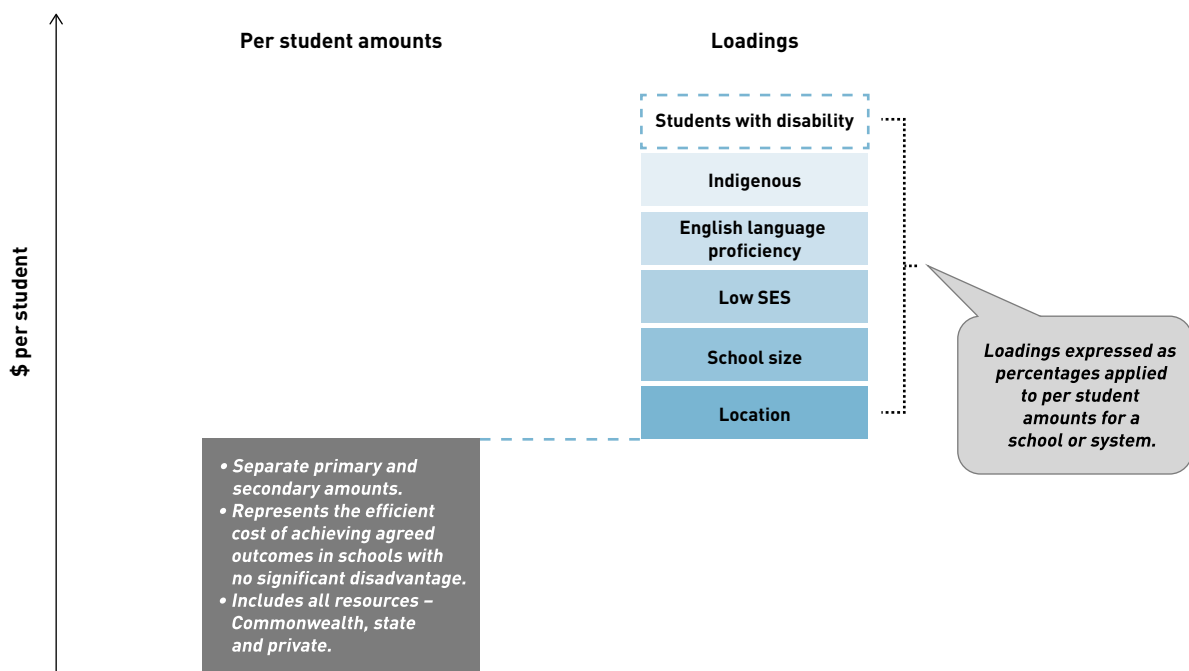 Per student amounts
Loadings
Students with disability
Indigenous
English language
proficiency
Low SES
School size
Location
$ per student
Loadings expressed as
percentages applied
to per student
amounts for a
school or system.
• Separate primary and
secondary amounts.
• Represents the efficient
cost of achieving agreed
outcomes in schools with
no significant disadvantage.
• Includes all resources –
Commonwealth, state
and private.